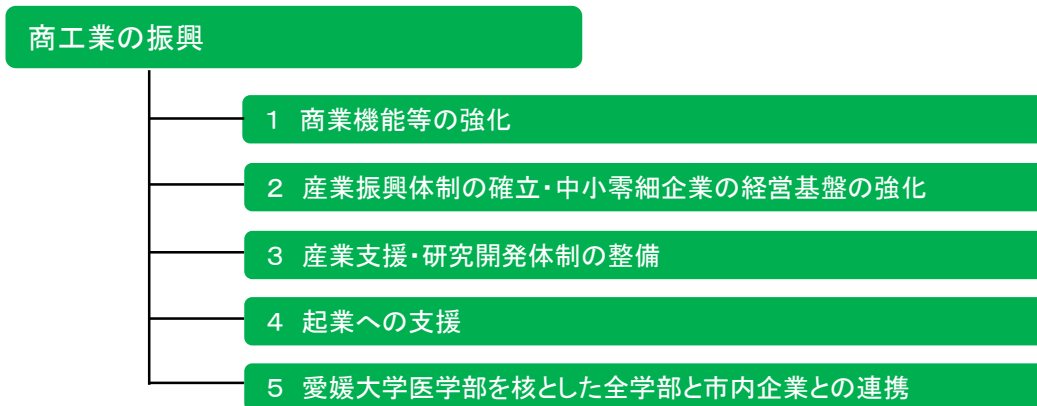 商工業の振興
１ 商業機能等の強化
２ 産業振興体制の確立・中小零細企業の経営基盤の強化
３ 産業支援・研究開発体制の整備
４ 起業への支援
５ 愛媛大学医学部を核とした全学部と市内企業との連携